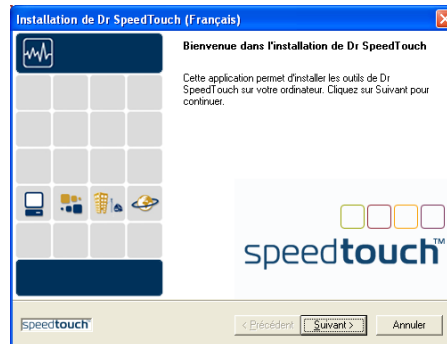 Installation de Dr SpeedTouch (Français)
Bienvenue dans l'installation de Dr SpeedTouch
Cette application permet d'installer les outils de Dr
SpeedTouch sur votre ordinateur. Cliquez sur Suivant pour
continuer.
speedtouch™
speedtouch™
< Précédent
Suivant >
Annuler